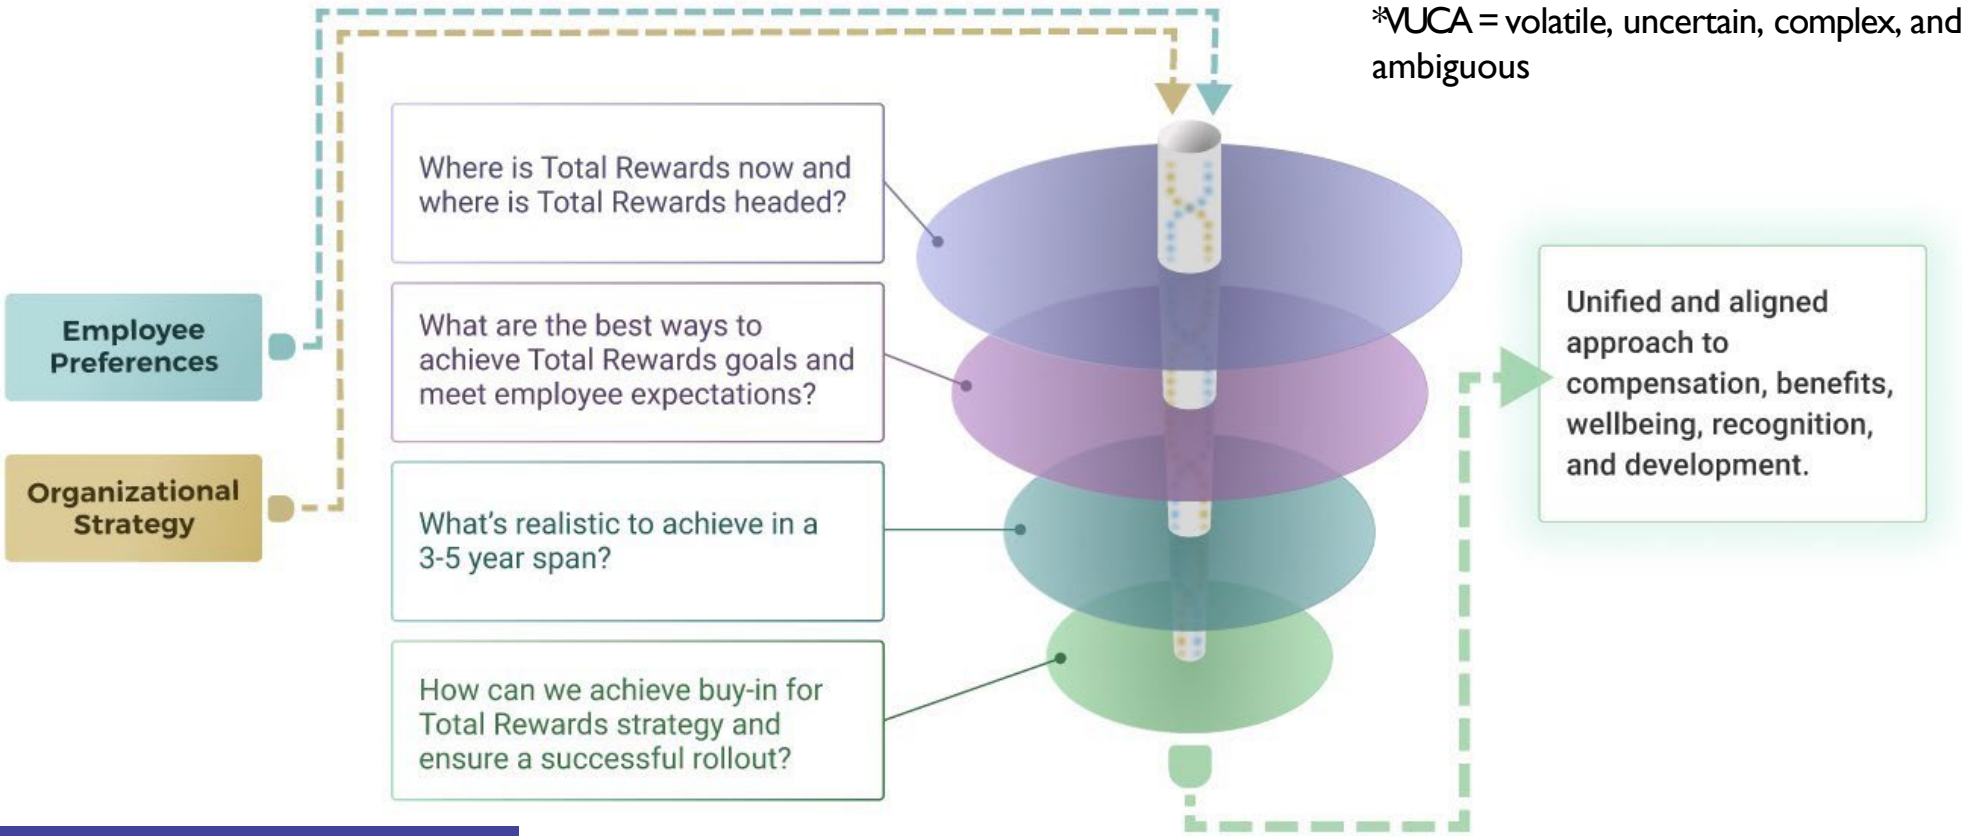 *VUCA = volatile, uncertain, complex, and
ambiguous
Employee
Preferences
Organizational
Strategy
Where is Total Rewards now and
where is Total Rewards headed?
What are the best ways to
achieve Total Rewards goals and
meet employee expectations?
What's realistic to achieve in a
3-5 year span?
How can we achieve buy-in for
Total Rewards strategy and
ensure a successful rollout?
Unified and aligned
approach to
compensation, benefits,
wellbeing, recognition,
and development.